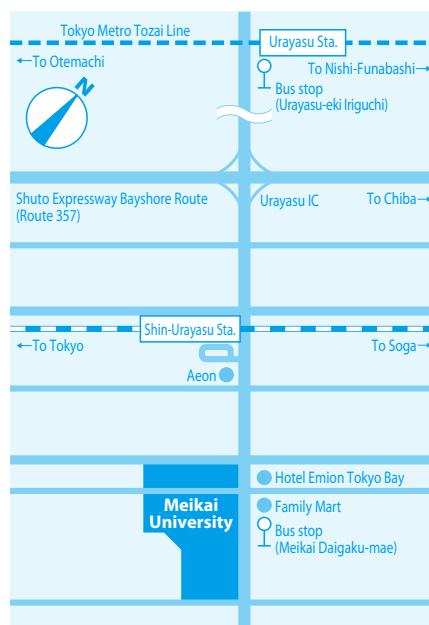 Tokyo Metro Tozai Line
Urayasu Sta.
←To Otemachi
To Nishi-Funabashi→
Bus stop
(Urayasu-eki Iriguchi)
N
Shuto Expressway Bayshore Route
(Route 357)
Urayasu IC
To Chiba→
Shin-Urayasu Sta.
←To Tokyo
To Soga→
Aeon
Hotel Emion Tokyo Bay
Meikai
University
Family Mart
Bus stop
(Meikai Daigaku-mae)